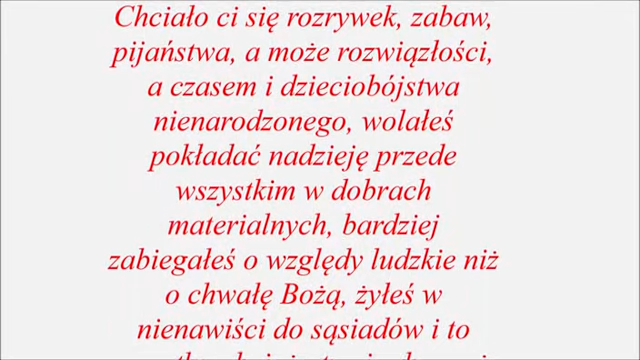 Chciało ci się rozrywek, zabaw,
pijaństwa, a może rozwiązłości,
a czasem i dzieciobójstwa
nienarodzonego, wolałeś
pokładać nadzieję przede
wszystkim w dobrach
materialnych, bardziej
zabiegałeś o względy ludzkie niż
o chwałę Bożą, żyłeś w
nienawiści do sąsiadów i to